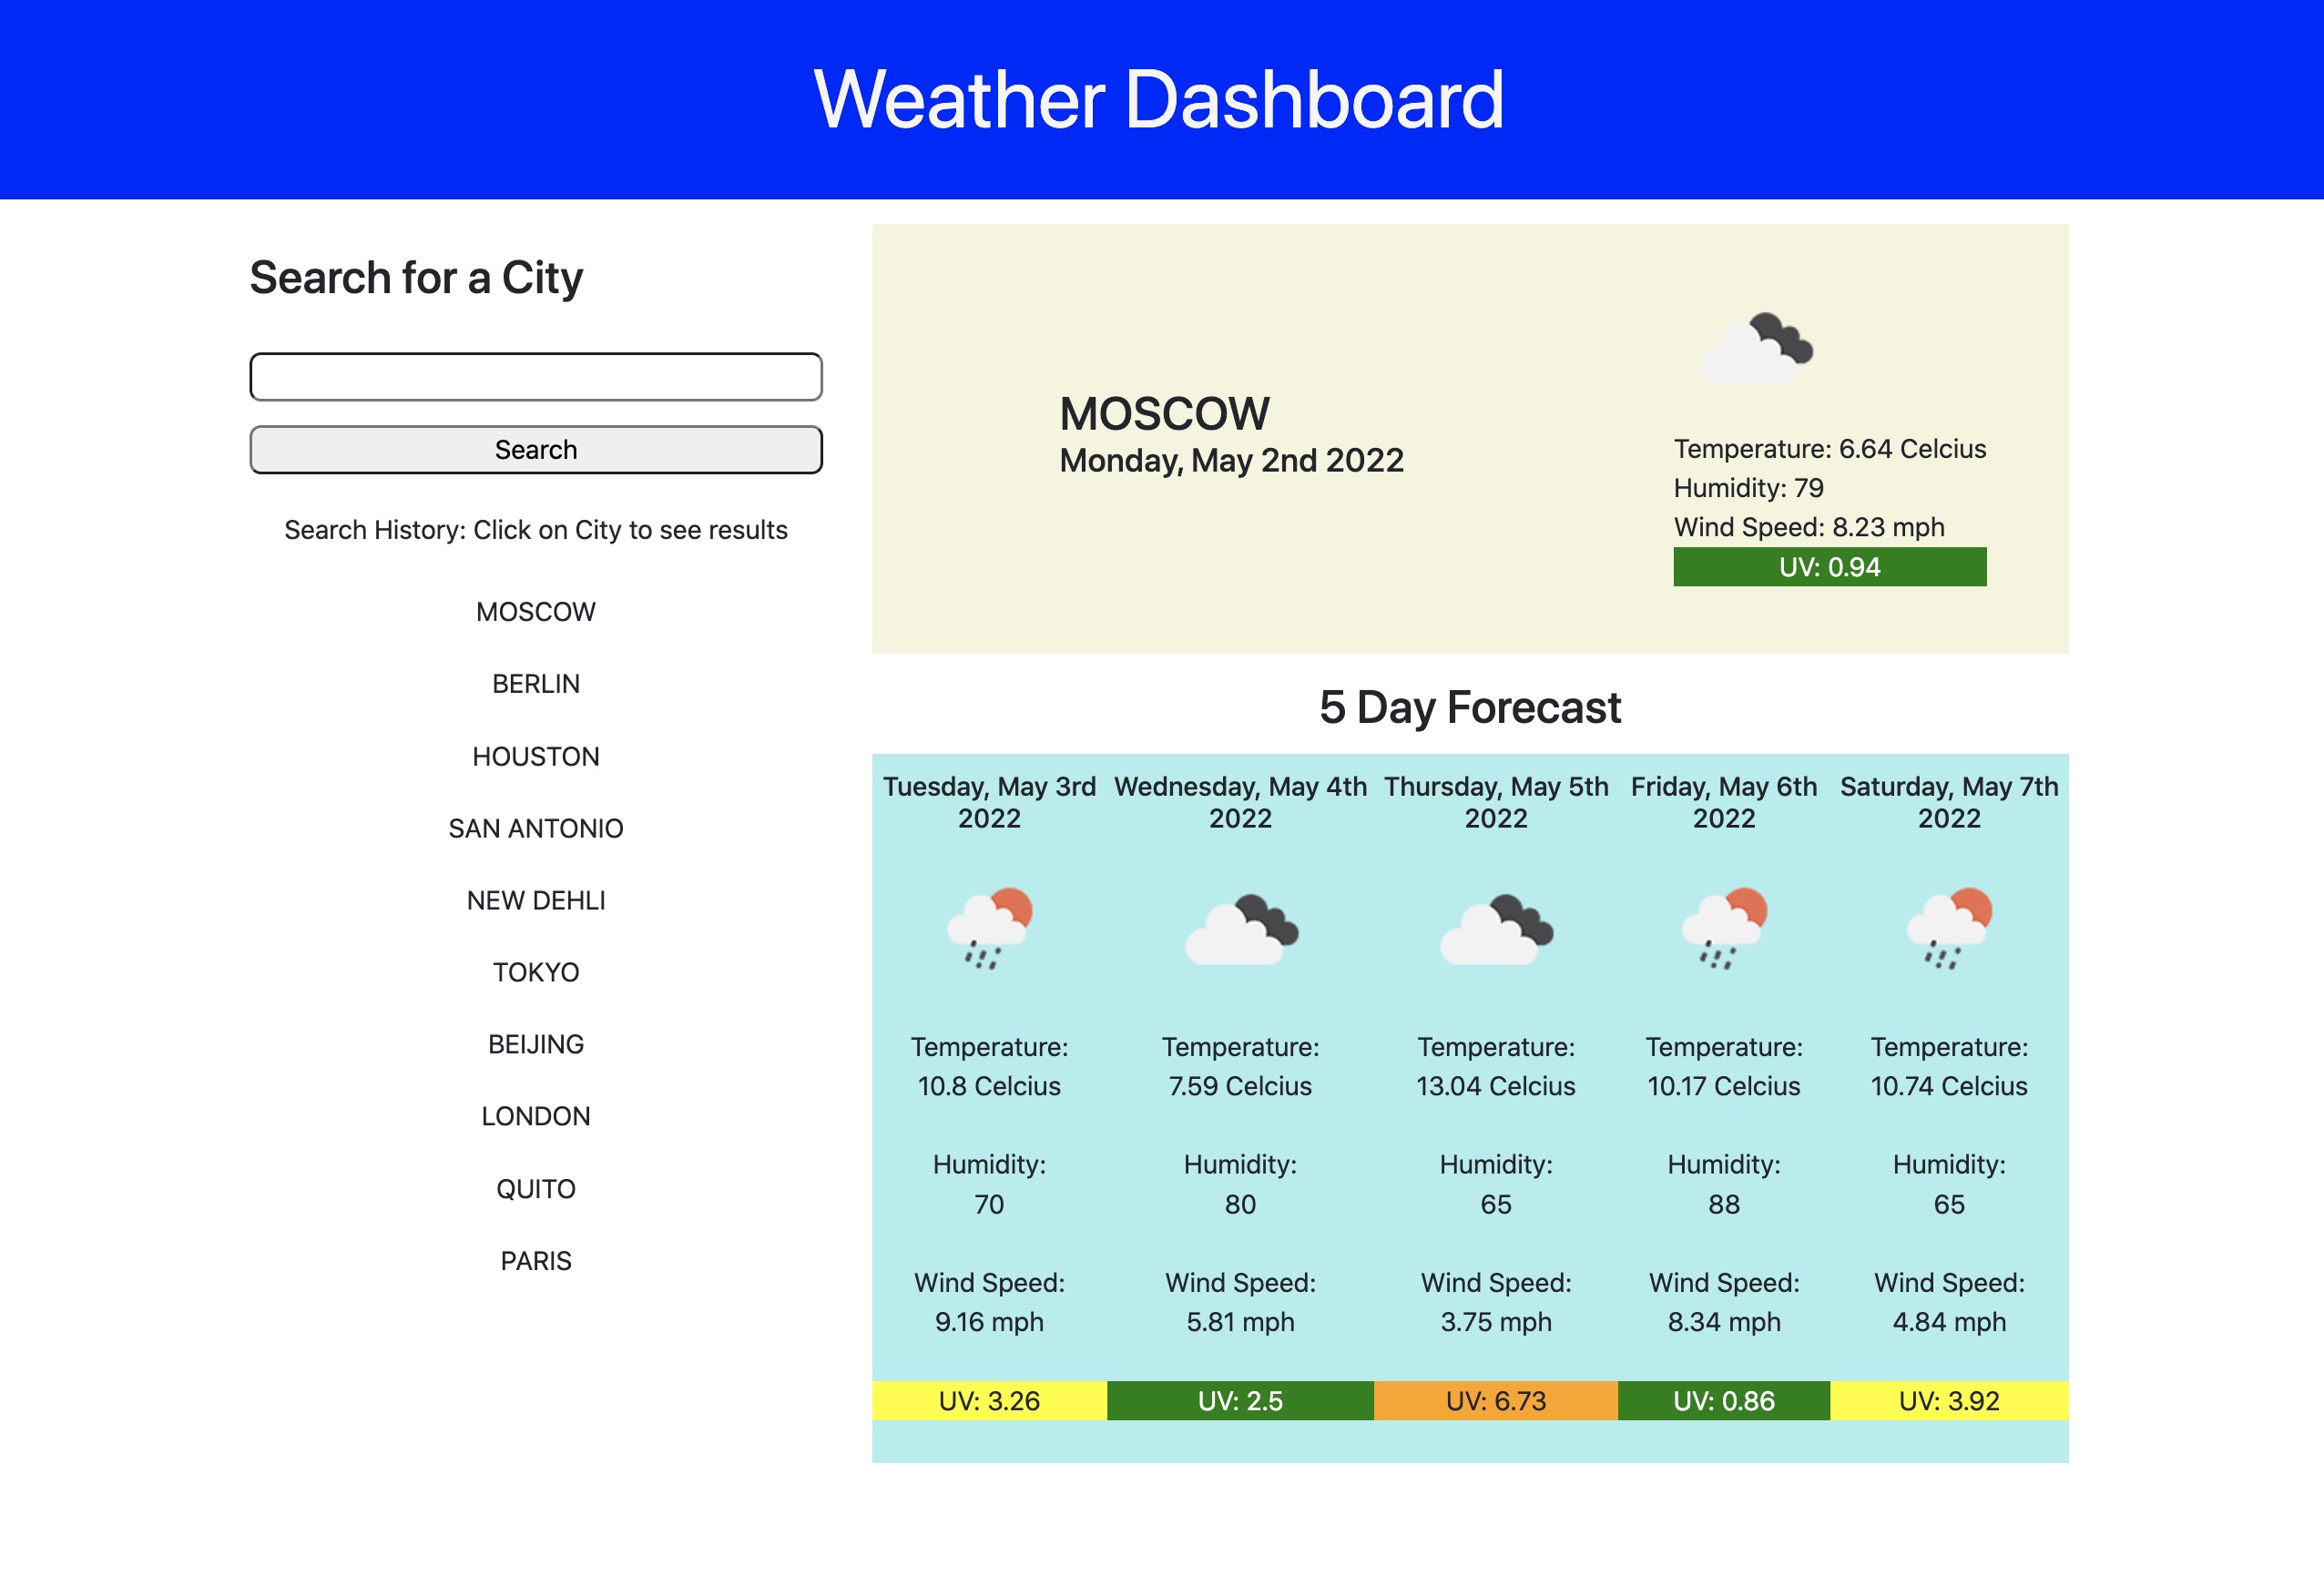 Weather Dashboard
Search for a City
Search
Search History: Click on City to see results
MOSCOW
BERLIN
HOUSTON
SAN ANTONIO
NEW DEHLI
TOKYO
BEIJING
LONDON
QUITO
PARIS
MOSCOW
Monday, May 2nd 2022
Temperature: 6.64 Celcius
Humidity: 79
Wind Speed: 8.23 mph
UV: 0.94
5 Day Forecast
Tuesday, May 3rd
2022
Temperature:
10.8 Celcius
Humidity:
70
Wind Speed:
9.16 mph
UV: 3.26
Wednesday, May 4th
2022
Temperature:
7.59 Celcius
Humidity:
80
Wind Speed:
5.81 mph
UV: 2.5
Thursday, May 5th
2022
Temperature:
13.04 Celcius
Humidity:
65
Wind Speed:
3.75 mph
UV: 6.73
Friday, May 6th
2022
Temperature:
10.17 Celcius
Humidity:
88
Wind Speed:
8.34 mph
UV: 0.86
Saturday, May 7th
2022
Temperature:
10.74 Celcius
Humidity:
65
Wind Speed:
4.84 mph
UV: 3.92